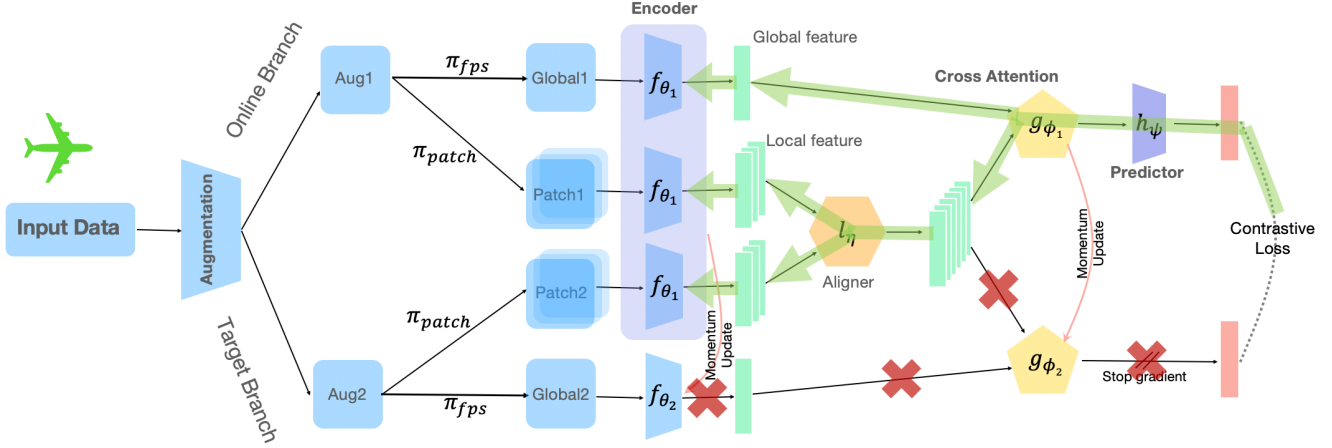 Encoder
Online Branch
Aug1
π_fps
Global1
f_θ₁
Global feature
Cross Attention
g_ϕ₁
h_ψ
Predictor
π_patch
Patch1
f_θ₁
Local feature
Input Data
Augmentation
l_η
Aligner
Momentum
Update
Contrastive
Loss
Patch2
f_θ₁
π_patch
Momentum
Update
Target Branch
Aug2
π_fps
Global2
f_θ₂
g_ϕ₂
Stop gradient